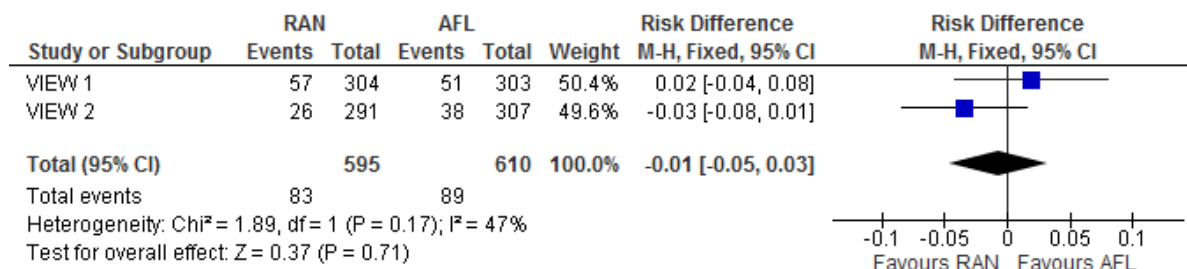 RAN AFL Risk Difference Risk Difference
Study or Subgroup Events Total Events Total Weight M-H, Fixed, 95% CI M-H, Fixed, 95% CI
VIEW 1 57 304 51 303 50.4% 0.02 [-0.04, 0.08]
VIEW 2 26 291 38 307 49.6% -0.03 [-0.08, 0.01]
Total (95% CI) 595 610 100.0% -0.01 [-0.05, 0.03]
Total events 83 89
Heterogeneity: Chi² = 1.89, df = 1 (P = 0.17); I² = 47%
Test for overall effect: Z = 0.37 (P = 0.71)
-0.1 -0.05 0 0.05 0.1
Favours RAN Favours AFL